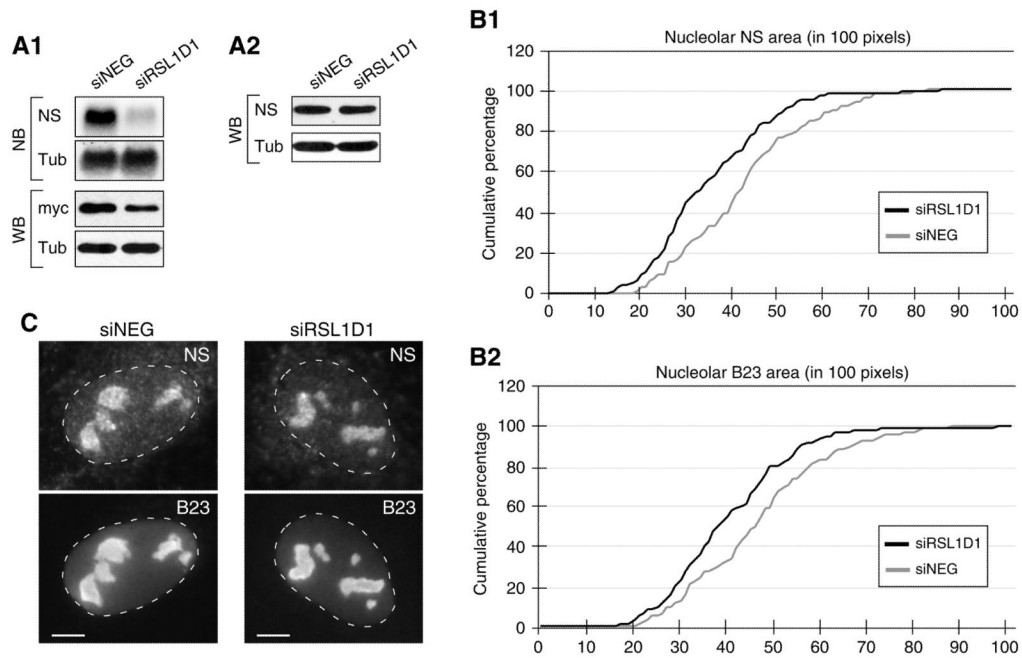 A1
siNEG siRSL1D1
NB
NS
Tub
WB
myc
Tub
A2
siNEG siRSL1D1
WB
NS
Tub
B1
Nucleolar NS area (in 100 pixels)
Cumulative percentage
120
100
80
60
40
20
0
siRSL1D1
siNEG
0 10 20 30 40 50 60 70 80 90 100
C
siNEG siRSL1D1
NS NS
B23 B23
B2
Nucleolar B23 area (in 100 pixels)
Cumulative percentage
120
100
80
60
40
20
0
siRSL1D1
siNEG
0 10 20 30 40 50 60 70 80 90 100